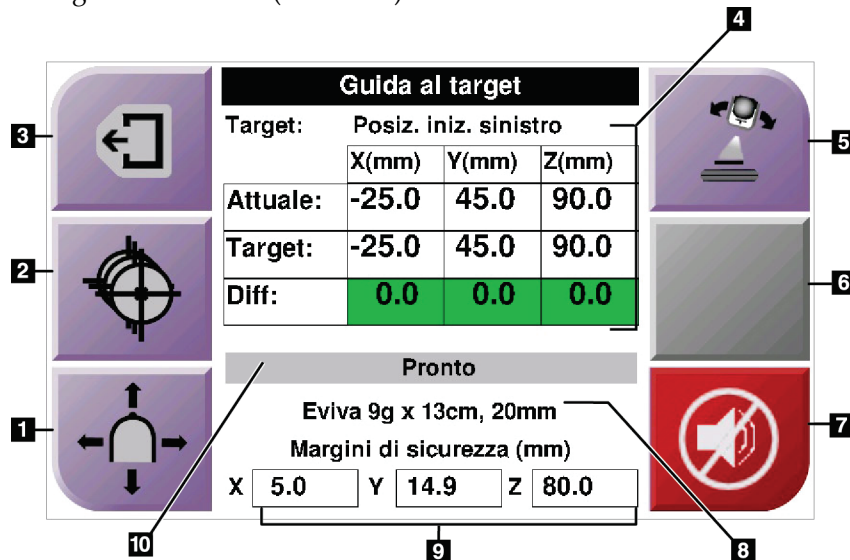 4
Guida al target
Target: Posiz. iniz. sinistro
X(mm) Y(mm) Z(mm)
Attuale: -25.0 45.0 90.0
Target: -25.0 45.0 90.0
Diff: 0.0 0.0 0.0
Pronto
Eviva 9g x 13cm, 20mm
Margini di sicurezza (mm)
X 5.0 Y 14.9 Z 80.0
3
2
1
5
6
7
10
9
8